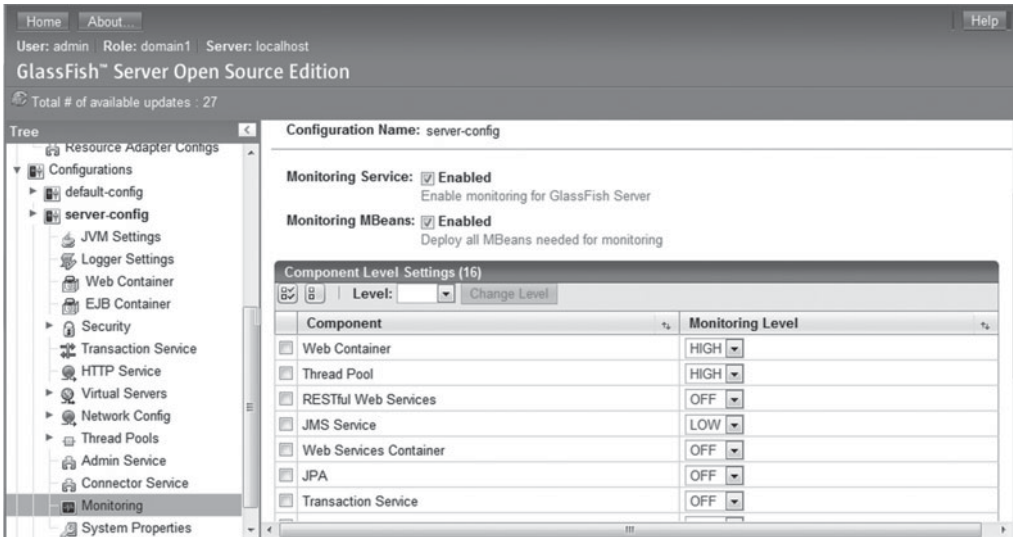 Home About... Help
User: admin Role: domain1 Server: localhost
GlassFish™ Server Open Source Edition
Total # of available updates : 27
Tree
Resource Adapter Configs
Configurations
default-config
server-config
JVM Settings
Logger Settings
Web Container
EJB Container
Security
Transaction Service
HTTP Service
Virtual Servers
Network Config
Thread Pools
Admin Service
Connector Service
Monitoring
System Properties
Configuration Name: server-config
Monitoring Service: Enabled
Enable monitoring for GlassFish Server
Monitoring MBeans: Enabled
Deploy all MBeans needed for monitoring
Component Level Settings (16)
Level: Change Level
Component Monitoring Level
Web Container HIGH
Thread Pool HIGH
RESTful Web Services OFF
JMS Service LOW
Web Services Container OFF
JPA OFF
Transaction Service OFF